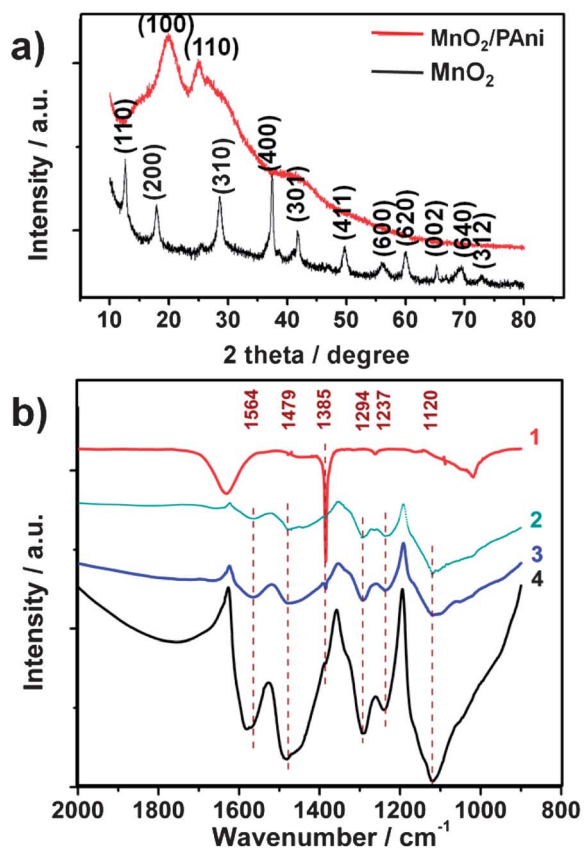 a)
(100)
(110)
MnO₂/PAni
MnO₂
(110)
(200)
(310)
(400)
(301)
(411)
(600)
(620)
(002)
(640)
(312)
Intensity / a.u.
10 20 30 40 50 60 70 80
2 theta / degree
b)
1564 1479 1385 1294 1237 1120
1
2
3
4
Intensity / a.u.
2000 1600 1400 1200 1000 800
Wavenumber / cm⁻¹